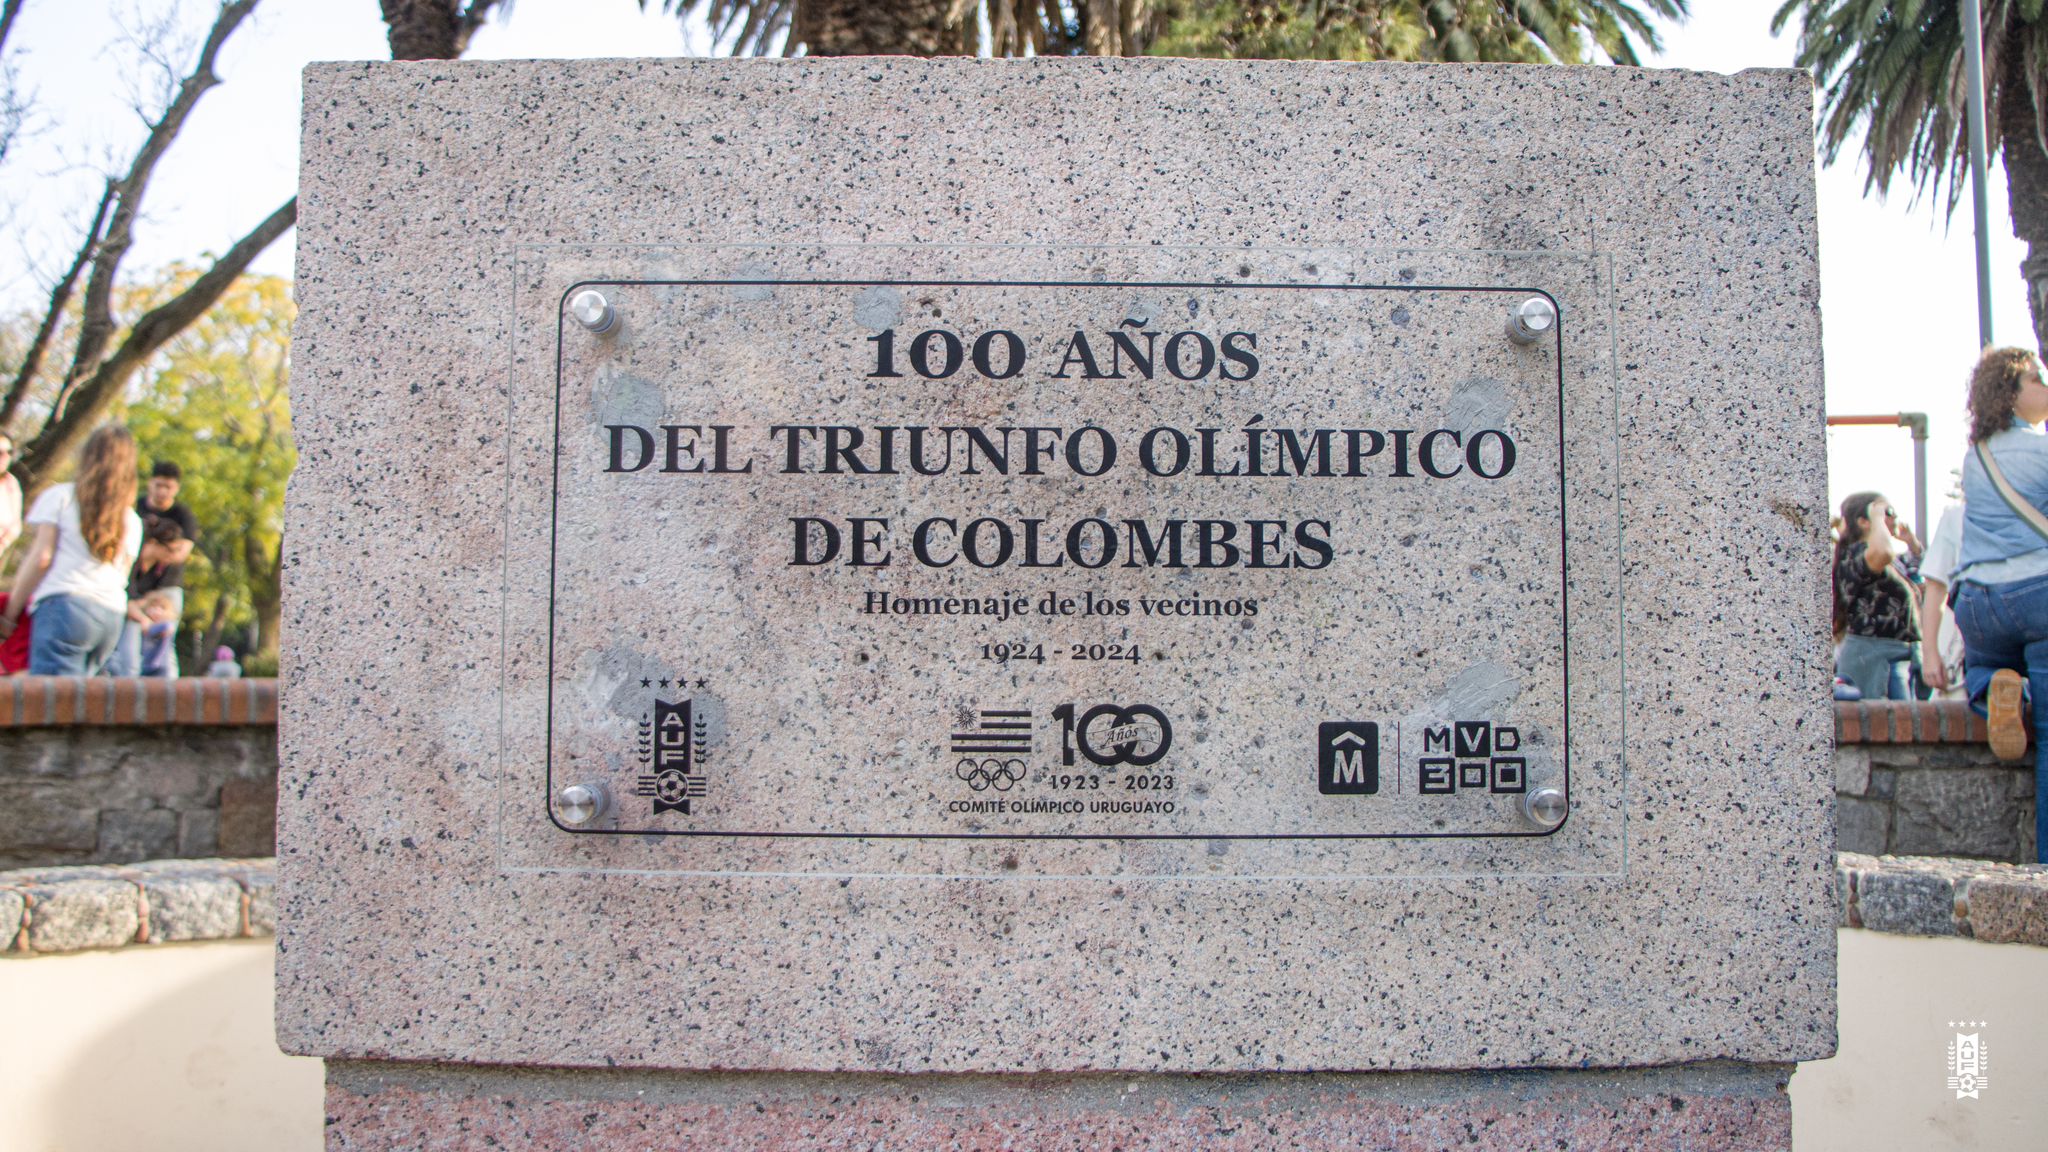 100 AÑOS
DEL TRIUNFO OLÍMPICO
DE COLOMBES
Homenaje de los vecinos
1924 - 2024
AUF
100
Años
1923 - 2023
COMITÉ OLÍMPICO URUGUAYO
M
MVD
300
AUF